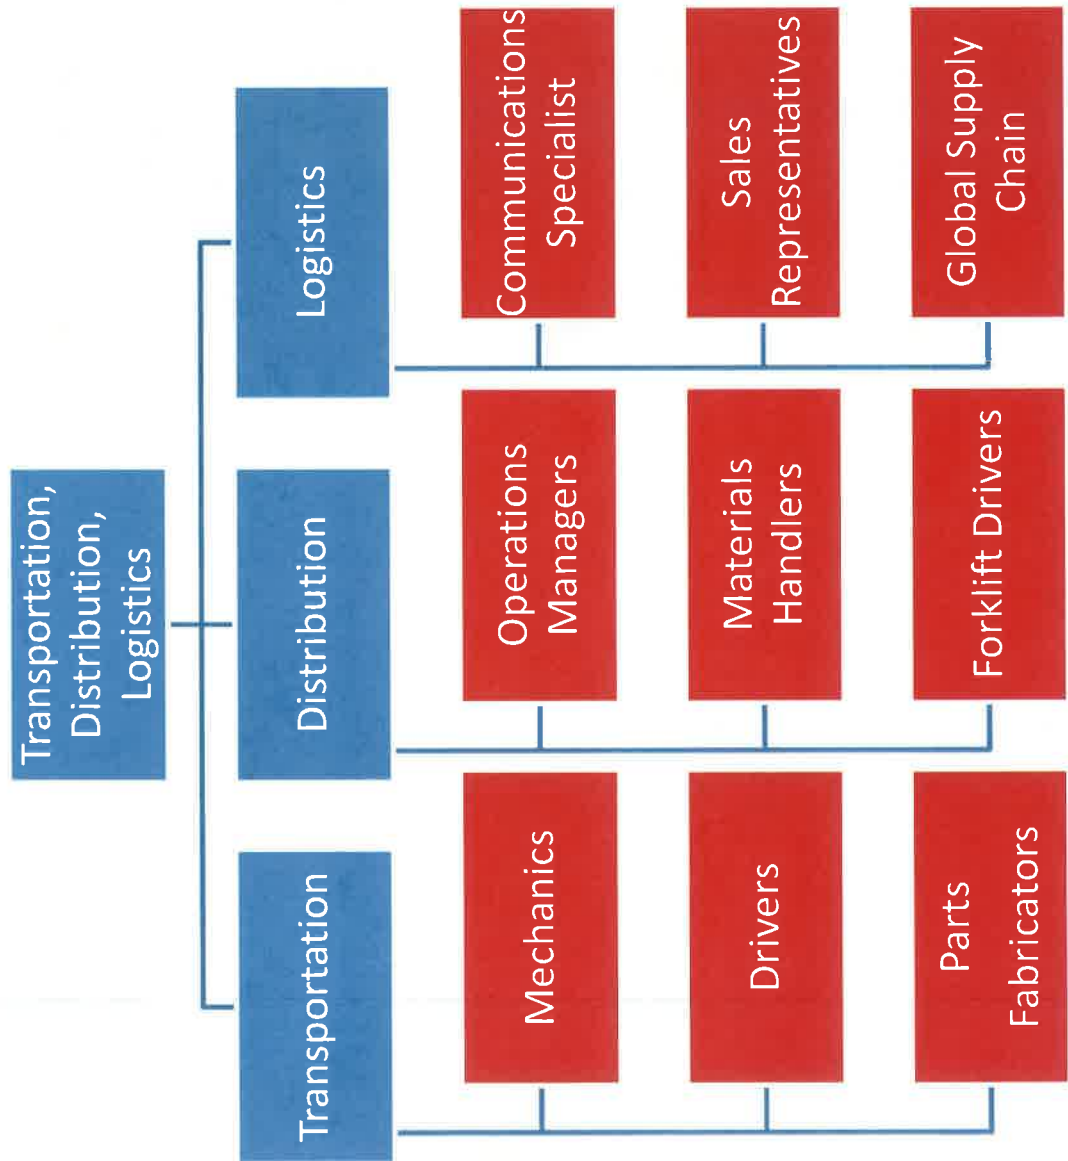 Transportation,
Distribution,
Logistics
Transportation
Mechanics
Drivers
Parts
Fabricators
Distribution
Operations
Managers
Materials
Handlers
Forklift Drivers
Logistics
Communications
Specialist
Sales
Representatives
Global Supply
Chain